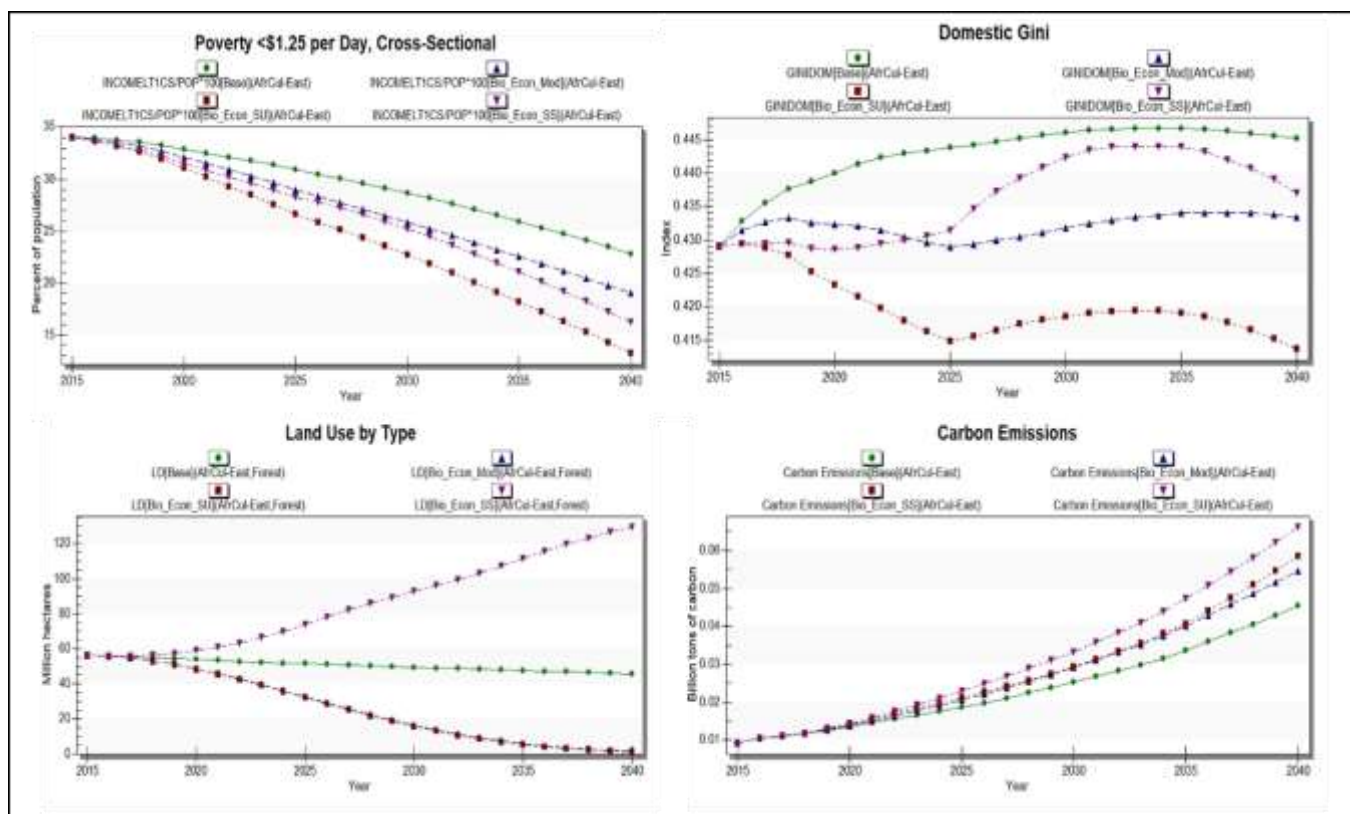 Poverty <$1.25 per Day, Cross-Sectional
INCOMELT1CS/POP*100[Base](AfrCul-East)
INCOMELT1CS/POP*100[Bio_Econ_Mod](AfrCul-East)
INCOMELT1CS/POP*100[Bio_Econ_SU](AfrCul-East)
INCOMELT1CS/POP*100[Bio_Econ_SS](AfrCul-East)
Percent of population
35
30
25
20
15
2015 2020 2025 2030 2035 2040
Year
Domestic Gini
GINIDOM[Base](AfrCul-East)
GINIDOM[Bio_Econ_Mod](AfrCul-East)
GINIDOM[Bio_Econ_SU](AfrCul-East)
GINIDOM[Bio_Econ_SS](AfrCul-East)
Index
0.445
0.440
0.435
0.430
0.425
0.420
0.415
2015 2020 2025 2030 2035 2040
Year
Land Use by Type
LD[Base](AfrCul-East,Forest)
LD[Bio_Econ_Mod](AfrCul-East,Forest)
LD[Bio_Econ_SU](AfrCul-East,Forest)
LD[Bio_Econ_SS](AfrCul-East,Forest)
Million hectares
120
100
80
60
40
20
0
2015 2020 2025 2030 2035 2040
Year
Carbon Emissions
Carbon Emissions[Base](AfrCul-East)
Carbon Emissions[Bio_Econ_Mod](AfrCul-East)
Carbon Emissions[Bio_Econ_SS](AfrCul-East)
Carbon Emissions[Bio_Econ_SU](AfrCul-East)
Billion tons of carbon
0.06
0.05
0.04
0.03
0.02
0.01
2015 2020 2025 2030 2035 2040
Year